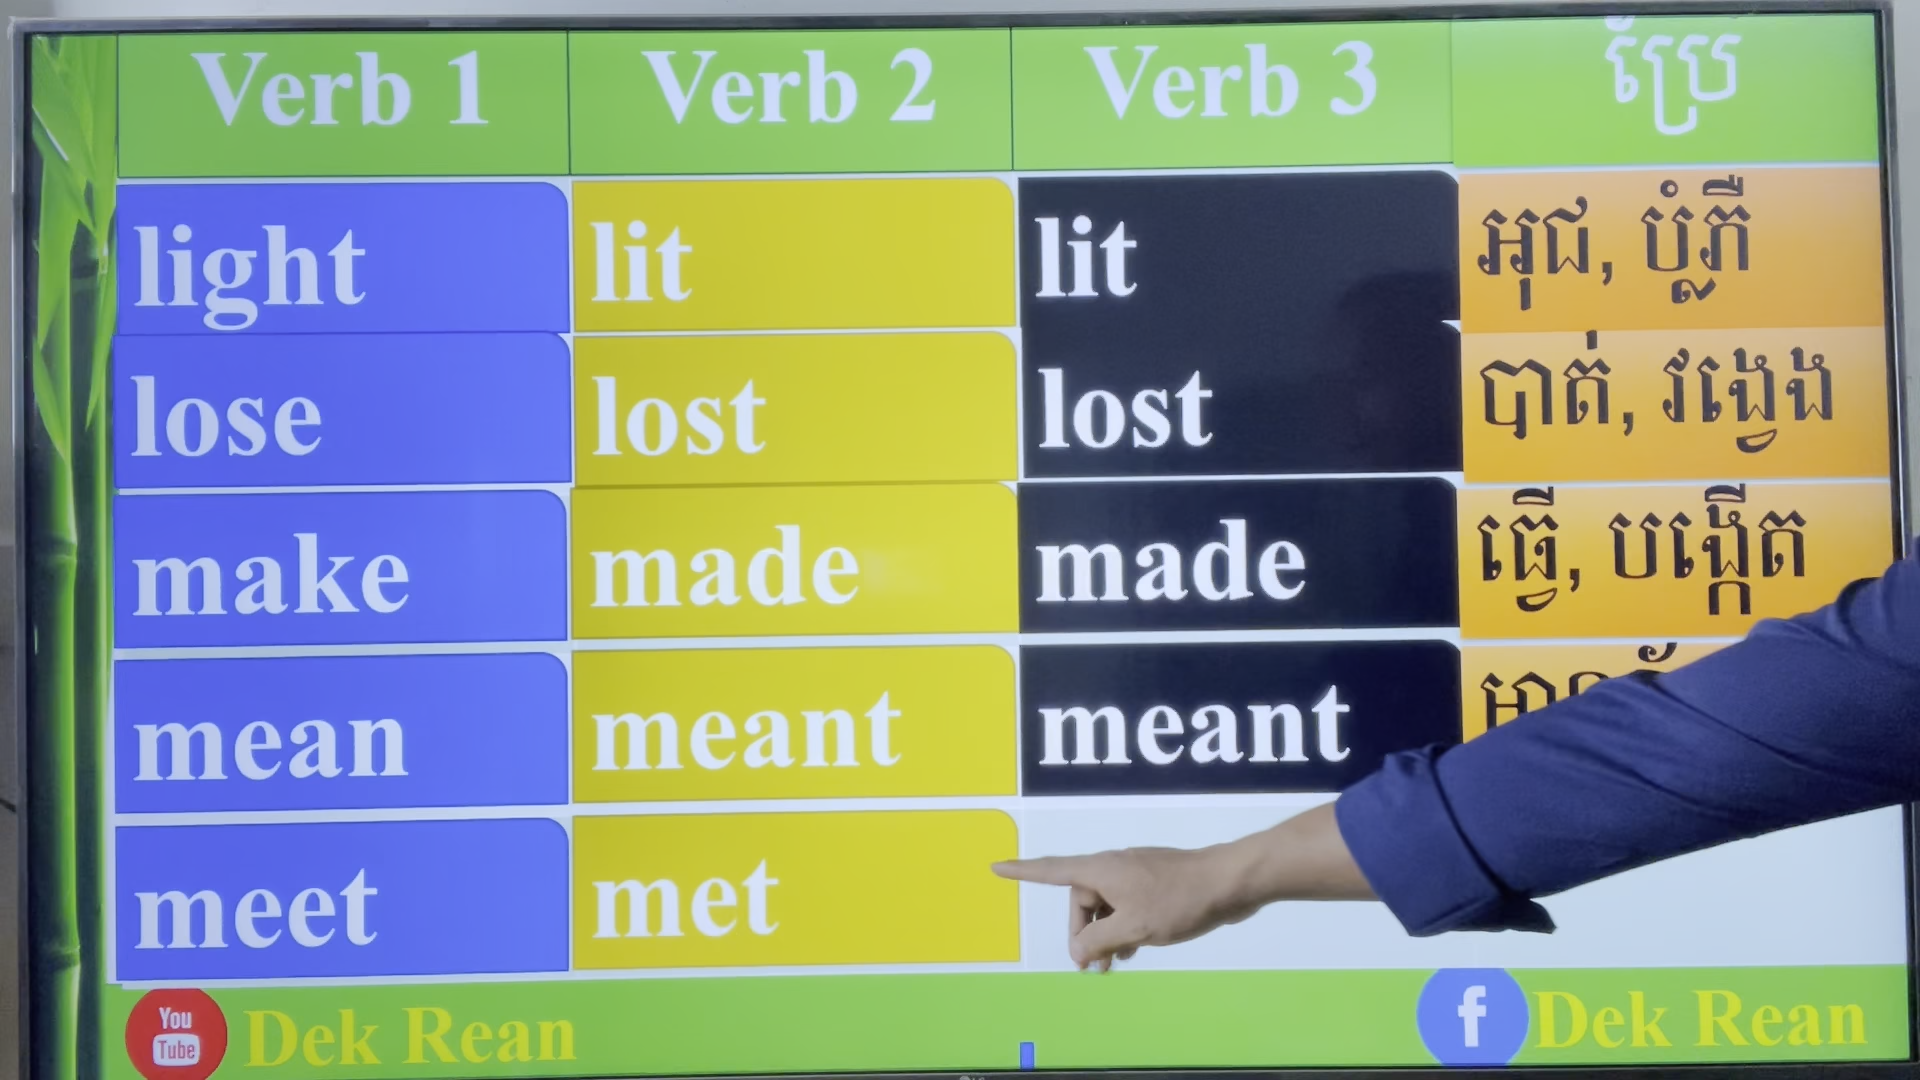 Verb 1 Verb 2 Verb 3 ប្រែ
light lit lit អុជ, បំភ្លឺ
lose lost lost បាត់, វង្វេង
make made made ធ្វើ, បង្កើត
mean meant meant
meet met
You Tube Dek Rean f Dek Rean